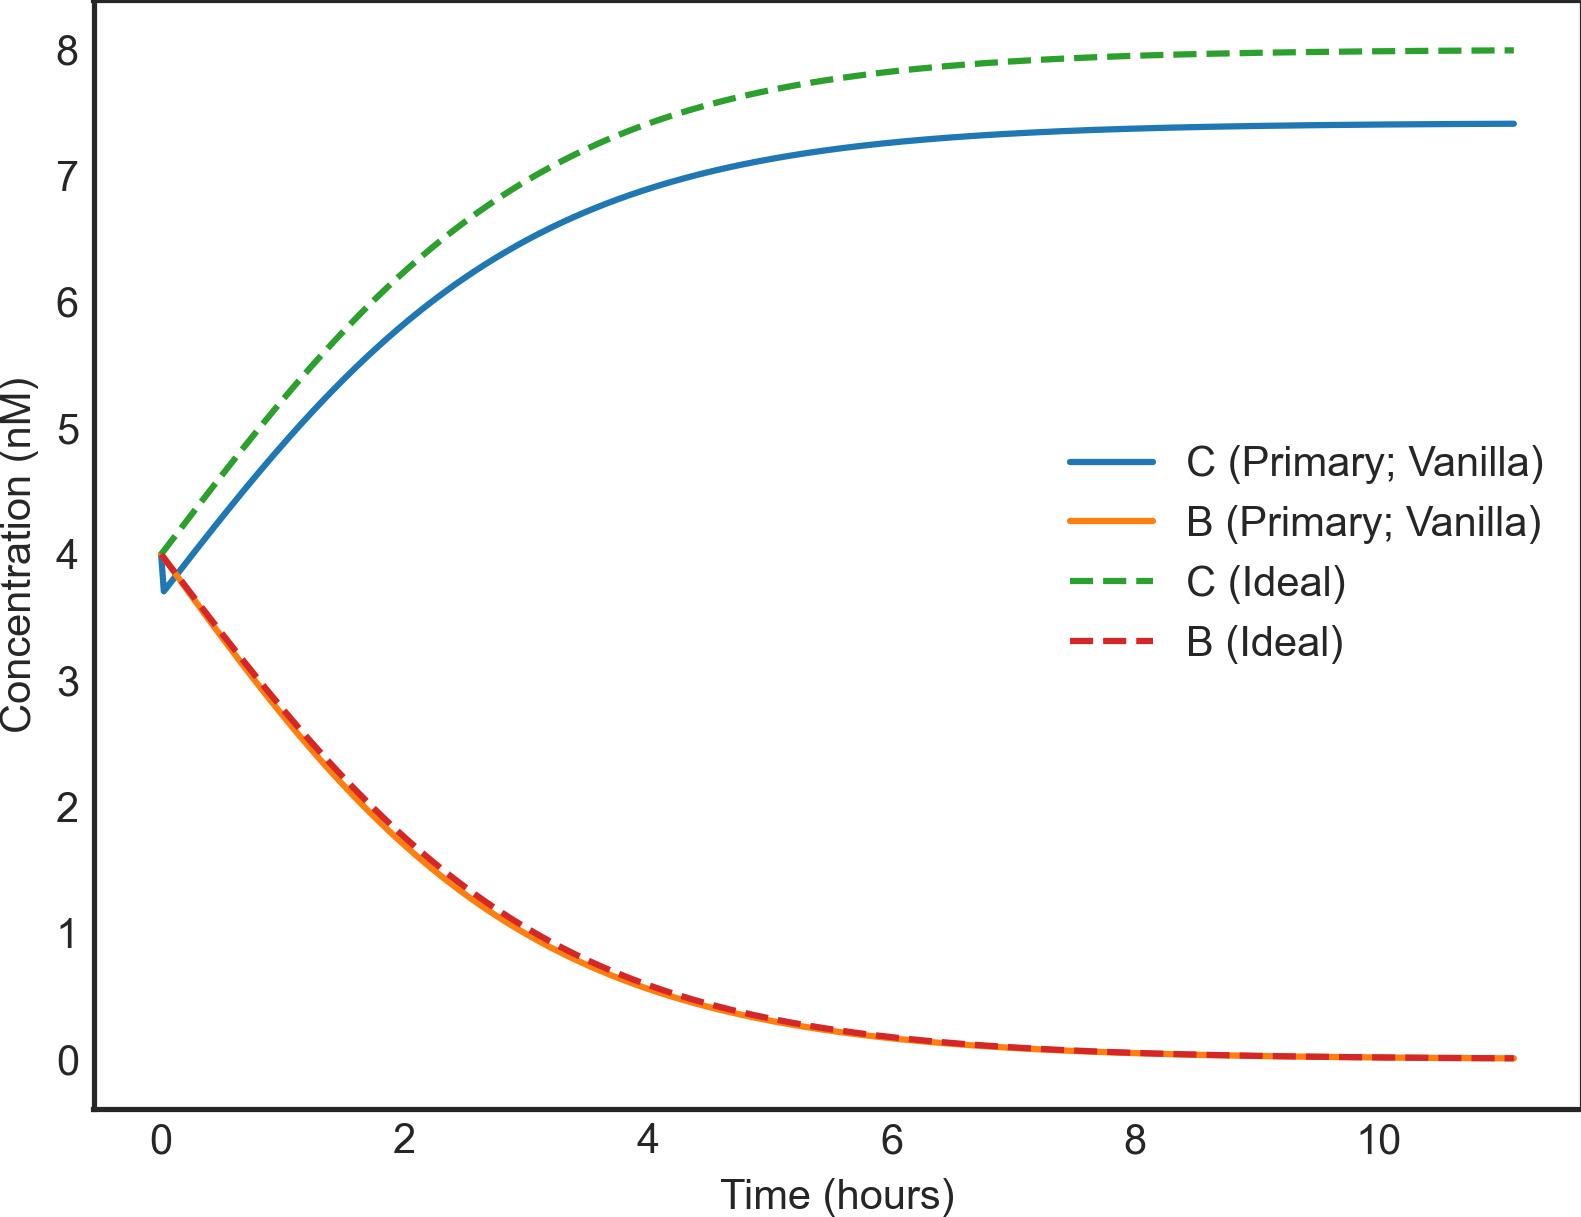 Concentration (nM)
8
7
6
5
4
3
2
1
0
C (Primary; Vanilla)
B (Primary; Vanilla)
C (Ideal)
B (Ideal)
0 2 4 6 8 10
Time (hours)